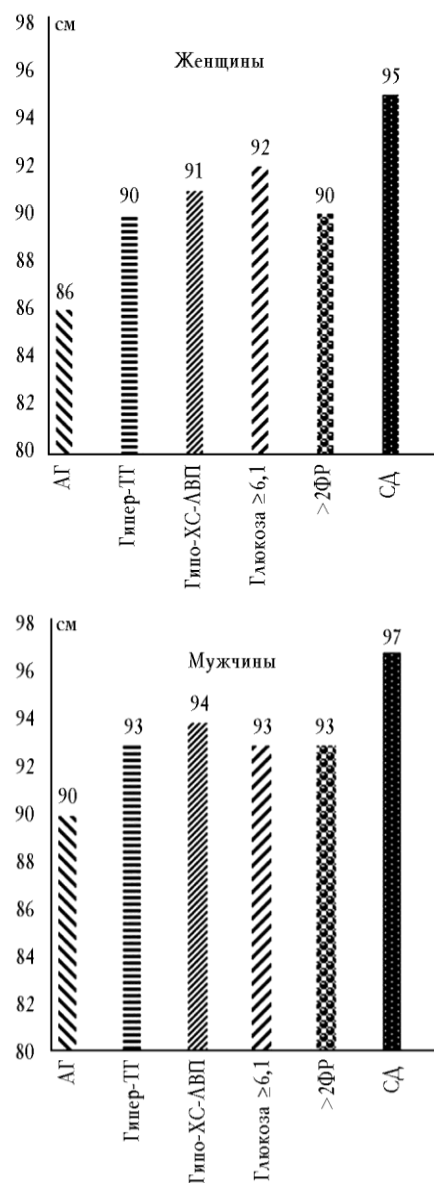 98
см
Женщины
96
95
94
92
92
91
90
90
90
88
86
86
84
82
80
АГ
Гипер-ТГ
Гипо-ХС-ЛВП
Глюкоза ≥6,1
>2ФР
СД
98
см
97
Мужчины
96
94
94
93
93
93
92
90
90
88
86
84
82
80
АГ
Гипер-ТГ
Гипо-ХС-ЛВП
Глюкоза ≥6,1
>2ФР
СД